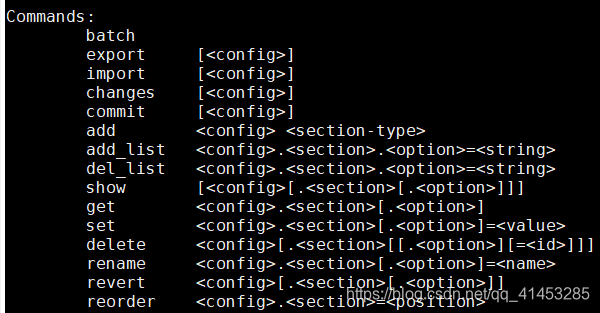 Commands:
batch
export [<config>]
import [<config>]
changes [<config>]
commit [<config>]
add <config> <section-type>
add_list <config>.<section>.<option>=<string>
del_list <config>.<section>.<option>=<string>
show [<config>[.<section>[.<option>]]]
get <config>.<section>[.<option>]
set <config>.<section>[.<option>]=<value>
delete <config>[.<section>[[.<option>][=<id>]]]
rename <config>.<section>[.<option>]=<name>
revert <config>[.<section>[.<option>]]
reorder <config>.<section>=<position>
https://blog.csdn.net/qq_41453285